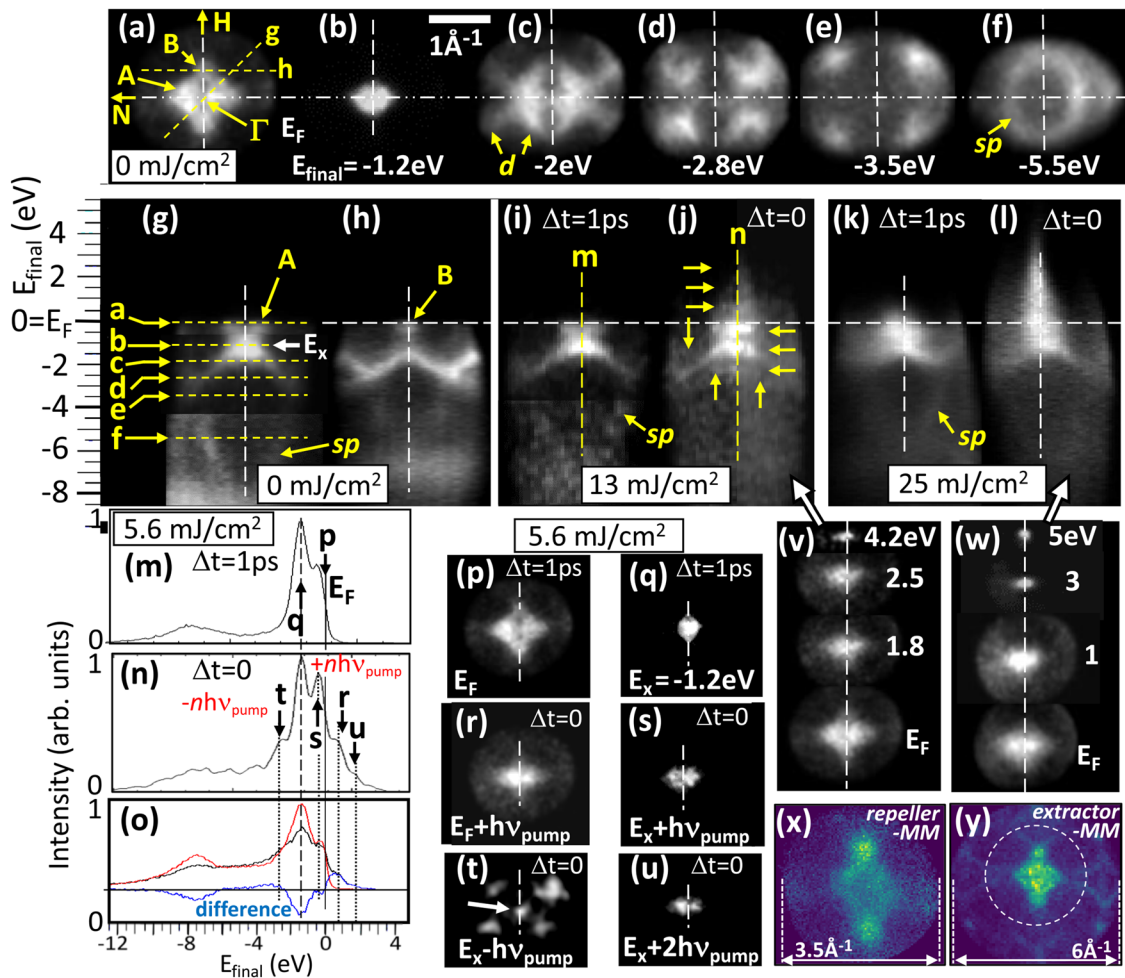 (a) H g (b) 1Å⁻¹ (c) (d) (e) (f)
B h
A
N Γ E_F sp
0 mJ/cm² E_final = -1.2eV d -2eV -2.8eV -3.5eV -5.5eV
E_final (eV)
4
2
0=E_F
-2
-4
-6
-8
(g) (h) (i) Δt=1ps (j) Δt=0 (k) Δt=1ps (l) Δt=0
A B m n
a
b E_x
c
d
e
f sp sp sp
0 mJ/cm² 13 mJ/cm² 25 mJ/cm²
Intensity (arb. units)
5.6 mJ/cm²
1
(m) Δt=1ps p
E_F
q
0
1
(n) Δt=0 +nhν_pump
-nhν_pump
t s r u
0
1
(o)
difference
0
-12 -8 -4 0 4
E_final (eV)
5.6 mJ/cm²
(p) Δt=1ps (q) Δt=1ps
E_F E_x = -1.2eV
(r) Δt=0 (s) Δt=0
E_F+hν_pump E_x+hν_pump
(t) Δt=0 (u) Δt=0
E_x-hν_pump E_x+2hν_pump
(v) 4.2eV (w) 5eV
2.5 3
1.8 1
E_F E_F
(x) repeller (y) extractor
-MM -MM
3.5Å⁻¹ 6Å⁻¹